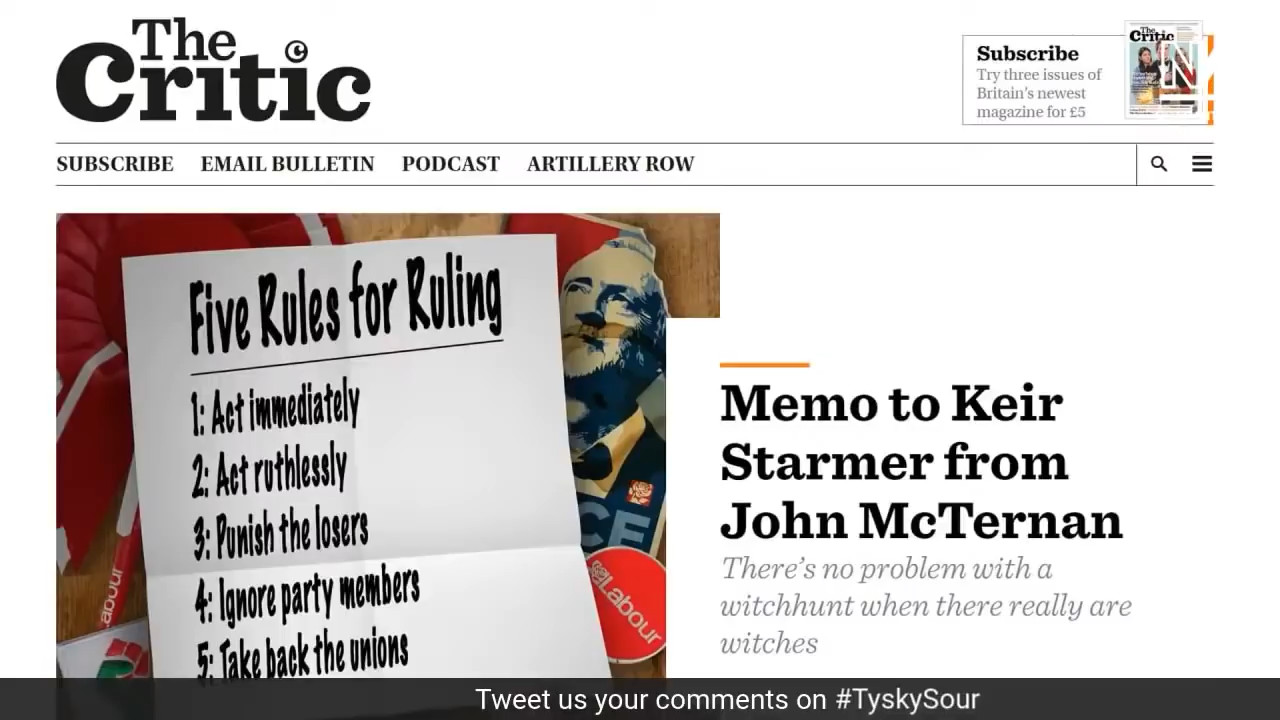 The
Critic
Subscribe
Try three issues of
Britain's newest
magazine for £5
The
Critic
SUBSCRIBE EMAIL BULLETIN PODCAST ARTILLERY ROW
Five Rules for Ruling
1: Act immediately
2: Act ruthlessly
3: Punish the losers
4: Ignore party members
5: Take back the unions
Labour
Memo to Keir
Starmer from
John McTernan
There's no problem with a
witchhunt when there really are
witches
Tweet us your comments on #TyskySour